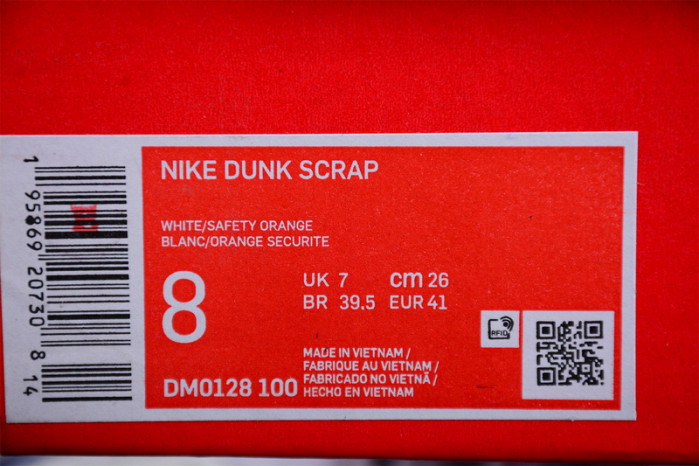 NIKE DUNK SCRAP
WHITE/SAFETY ORANGE
BLANC/ORANGE SECURITE
8
UK 7 cm 26
BR 39.5 EUR 41
MADE IN VIETNAM /
FABRIQUE AU VIETNAM /
FABRICADO NO VIETNÃ /
HECHO EN VIETNAM
DM0128 100
RFID
1 95869 20730 8 14